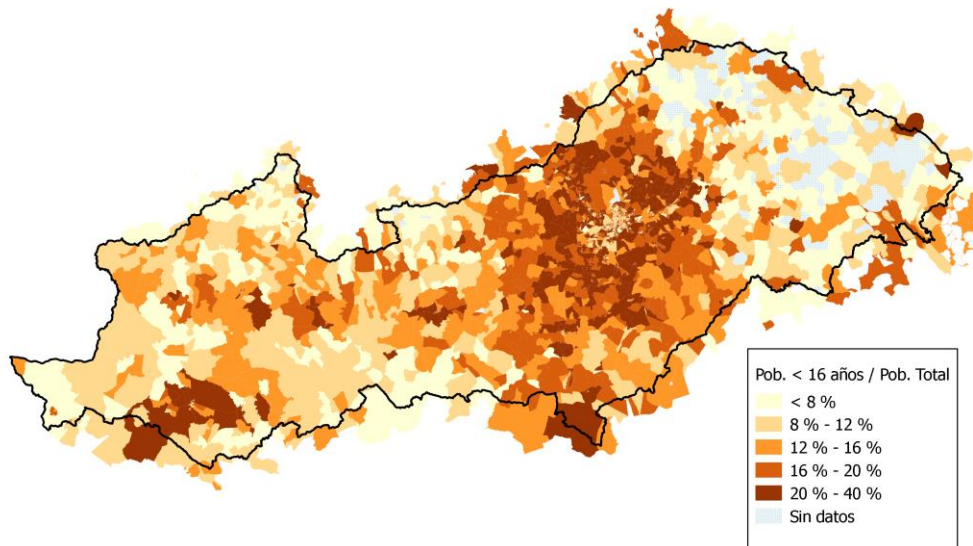 Pob. < 16 años / Pob. Total
< 8 %
8 % - 12 %
12 % - 16 %
16 % - 20 %
20 % - 40 %
Sin datos